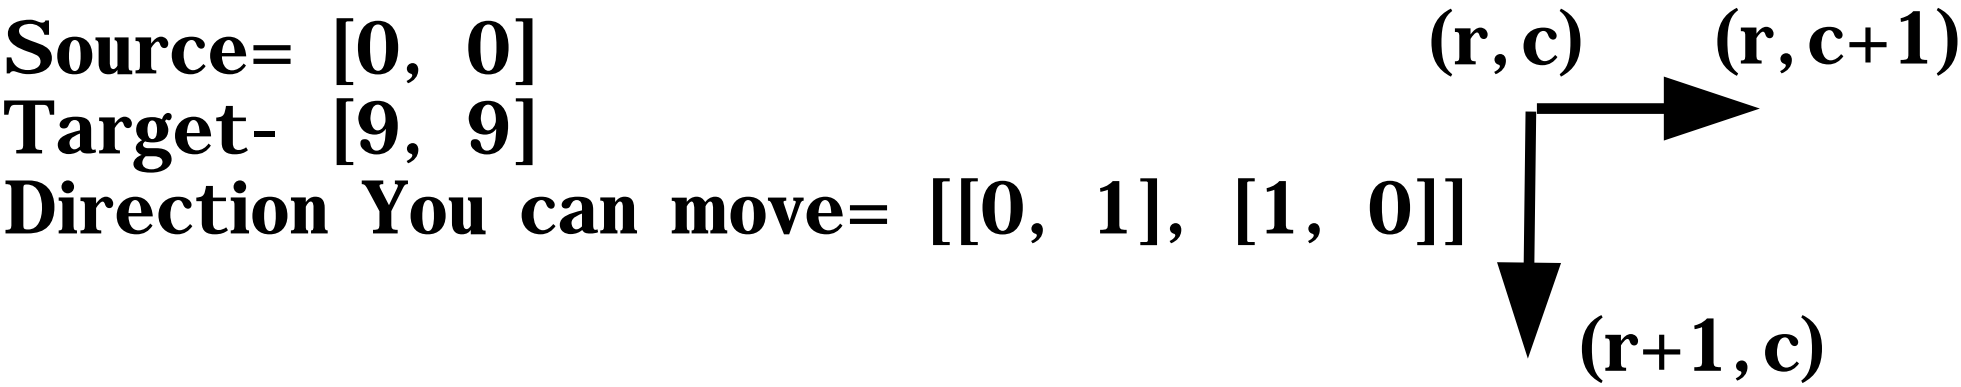 Source= [0, 0]
Target- [9, 9]
Direction You can move= [[0, 1], [1, 0]]
(r,c)
(r,c+1)
(r+1,c)